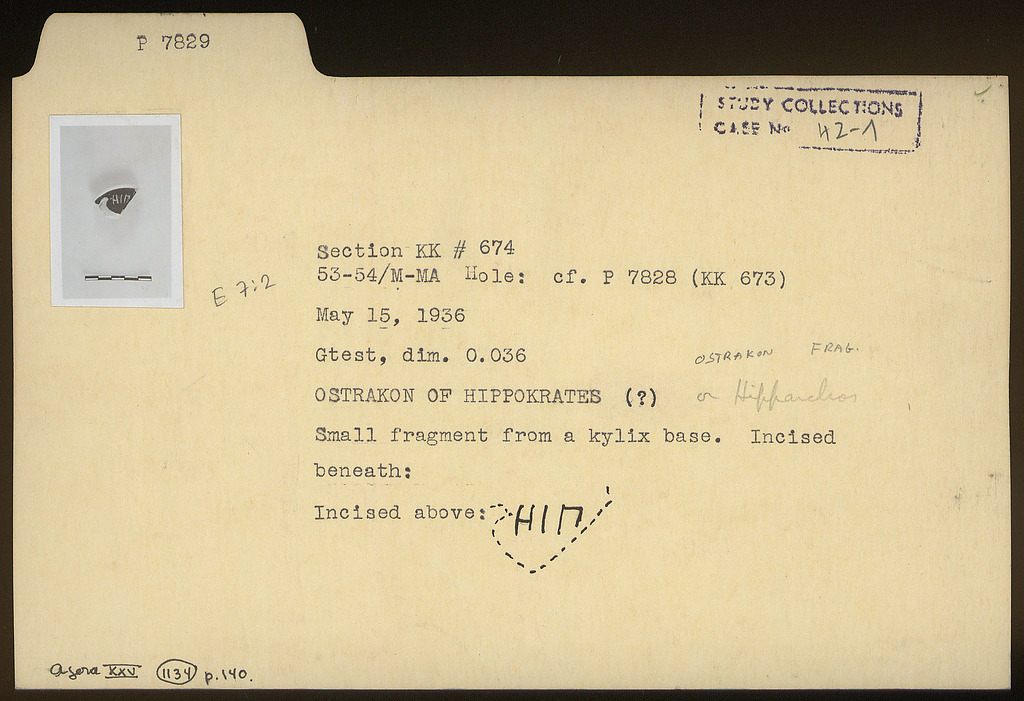 P 7829
STUDY COLLECTIONS
CASE No 42-1
Section KK # 674
53-54/M-MA Hole: cf. P 7828 (KK 673)
E 7:2
May 15, 1936
Gtest, dim. 0.036
OSTRAKON FRAG.
OSTRAKON OF HIPPOKRATES (?)
or Hipparchos
Small fragment from a kylix base. Incised
beneath:
Incised above: ΗΙΠ
Agora XXV 1134 p.140.